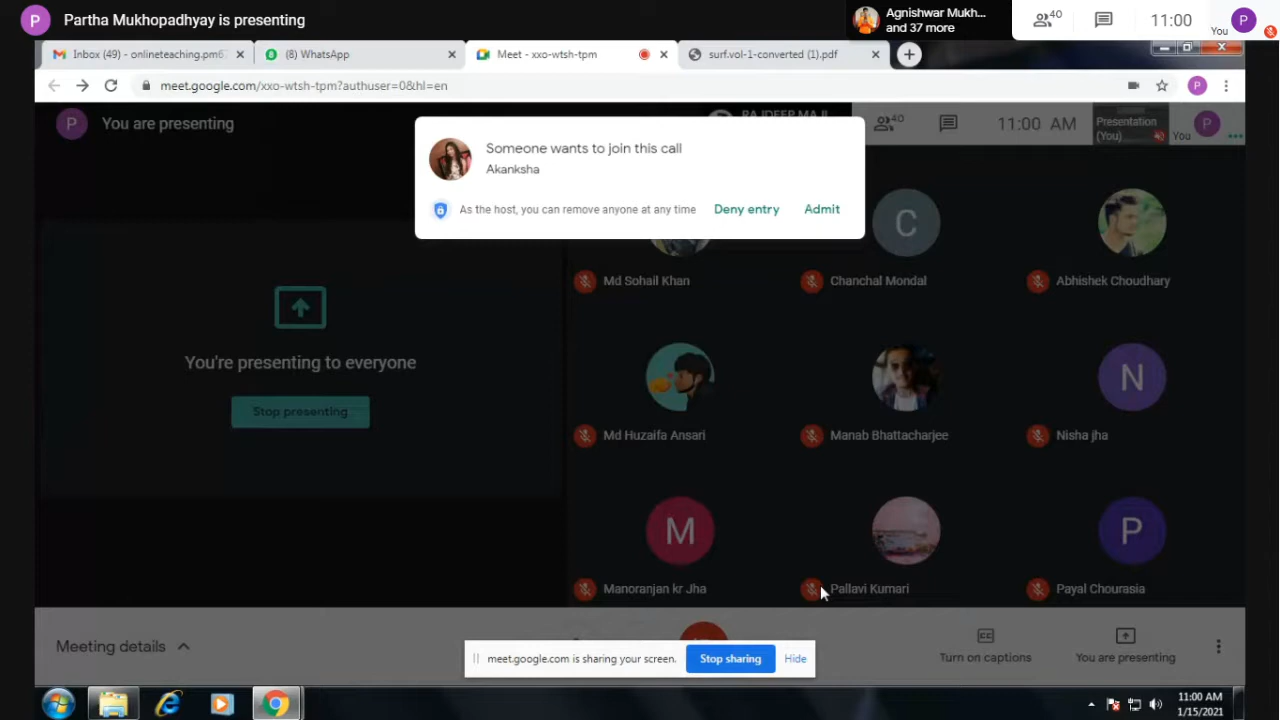 P Partha Mukhopadhyay is presenting
Agnishwar Mukh...
and 37 more
40
11:00
You
P
Inbox (49) - onlineteaching.pm6
(8) WhatsApp
Meet - xxo-wtsh-tpm
surf.vol-1-converted (1).pdf
meet.google.com/xxo-wtsh-tpm?authuser=0&hl=en
P
P You are presenting
RAJDEEP MAJI
40
11:00 AM
Presentation
(You)
You
P
Someone wants to join this call
Akanksha
As the host, you can remove anyone at any time
Deny entry
Admit
You're presenting to everyone
Stop presenting
C
Md Sohail Khan
Chanchal Mondal
Abhishek Choudhary
N
Md Huzaifa Ansari
Manab Bhattacharjee
Nisha jha
M
P
Manoranjan kr Jha
Pallavi Kumari
Payal Chourasia
Meeting details
meet.google.com is sharing your screen.
Stop sharing
Hide
Turn on captions
You are presenting
11:00 AM
1/15/2021